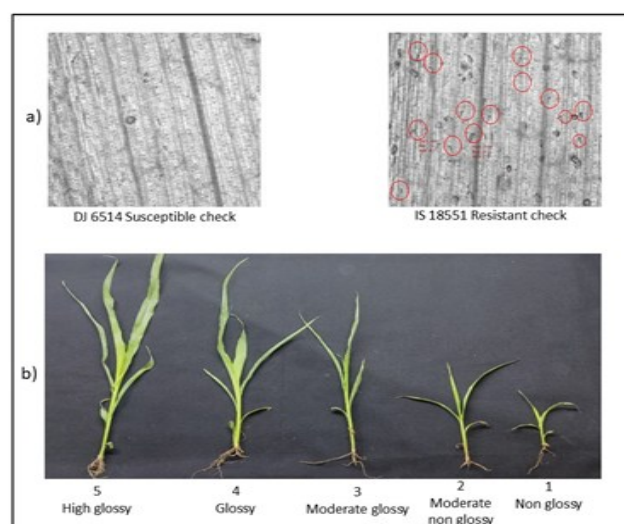 a)
DJ 6514 Susceptible check
IS 18551 Resistant check
b)
5
High glossy
4
Glossy
3
Moderate glossy
2
Moderate
non glossy
1
Non glossy